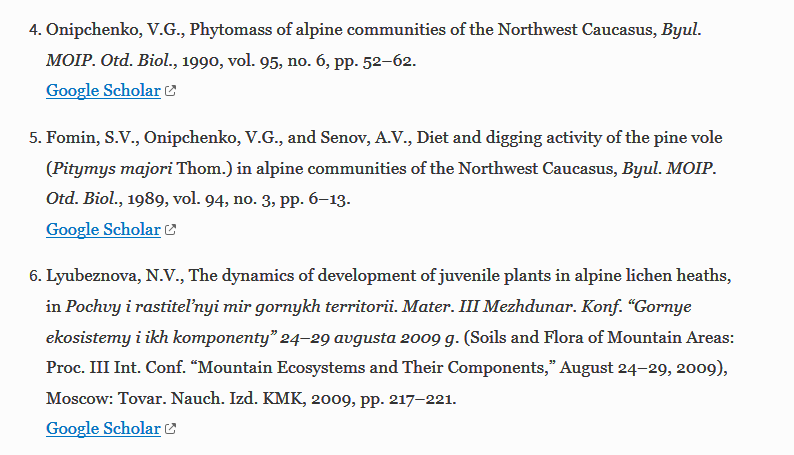 4. Onipchenko, V.G., Phytomass of alpine communities of the Northwest Caucasus, Byul.
MOIP. Otd. Biol., 1990, vol. 95, no. 6, pp. 52–62.
Google Scholar
5. Fomin, S.V., Onipchenko, V.G., and Senov, A.V., Diet and digging activity of the pine vole
(Pitymys majori Thom.) in alpine communities of the Northwest Caucasus, Byul. MOIP.
Otd. Biol., 1989, vol. 94, no. 3, pp. 6–13.
Google Scholar
6. Lyubeznova, N.V., The dynamics of development of juvenile plants in alpine lichen heaths,
in Pochvy i rastitel’nyi mir gornykh territorii. Mater. III Mezhdunar. Konf. “Gornye
ekosistemy i ikh komponenty” 24–29 avgusta 2009 g. (Soils and Flora of Mountain Areas:
Proc. III Int. Conf. “Mountain Ecosystems and Their Components,” August 24–29, 2009),
Moscow: Tovar. Nauch. Izd. KMK, 2009, pp. 217–221.
Google Scholar